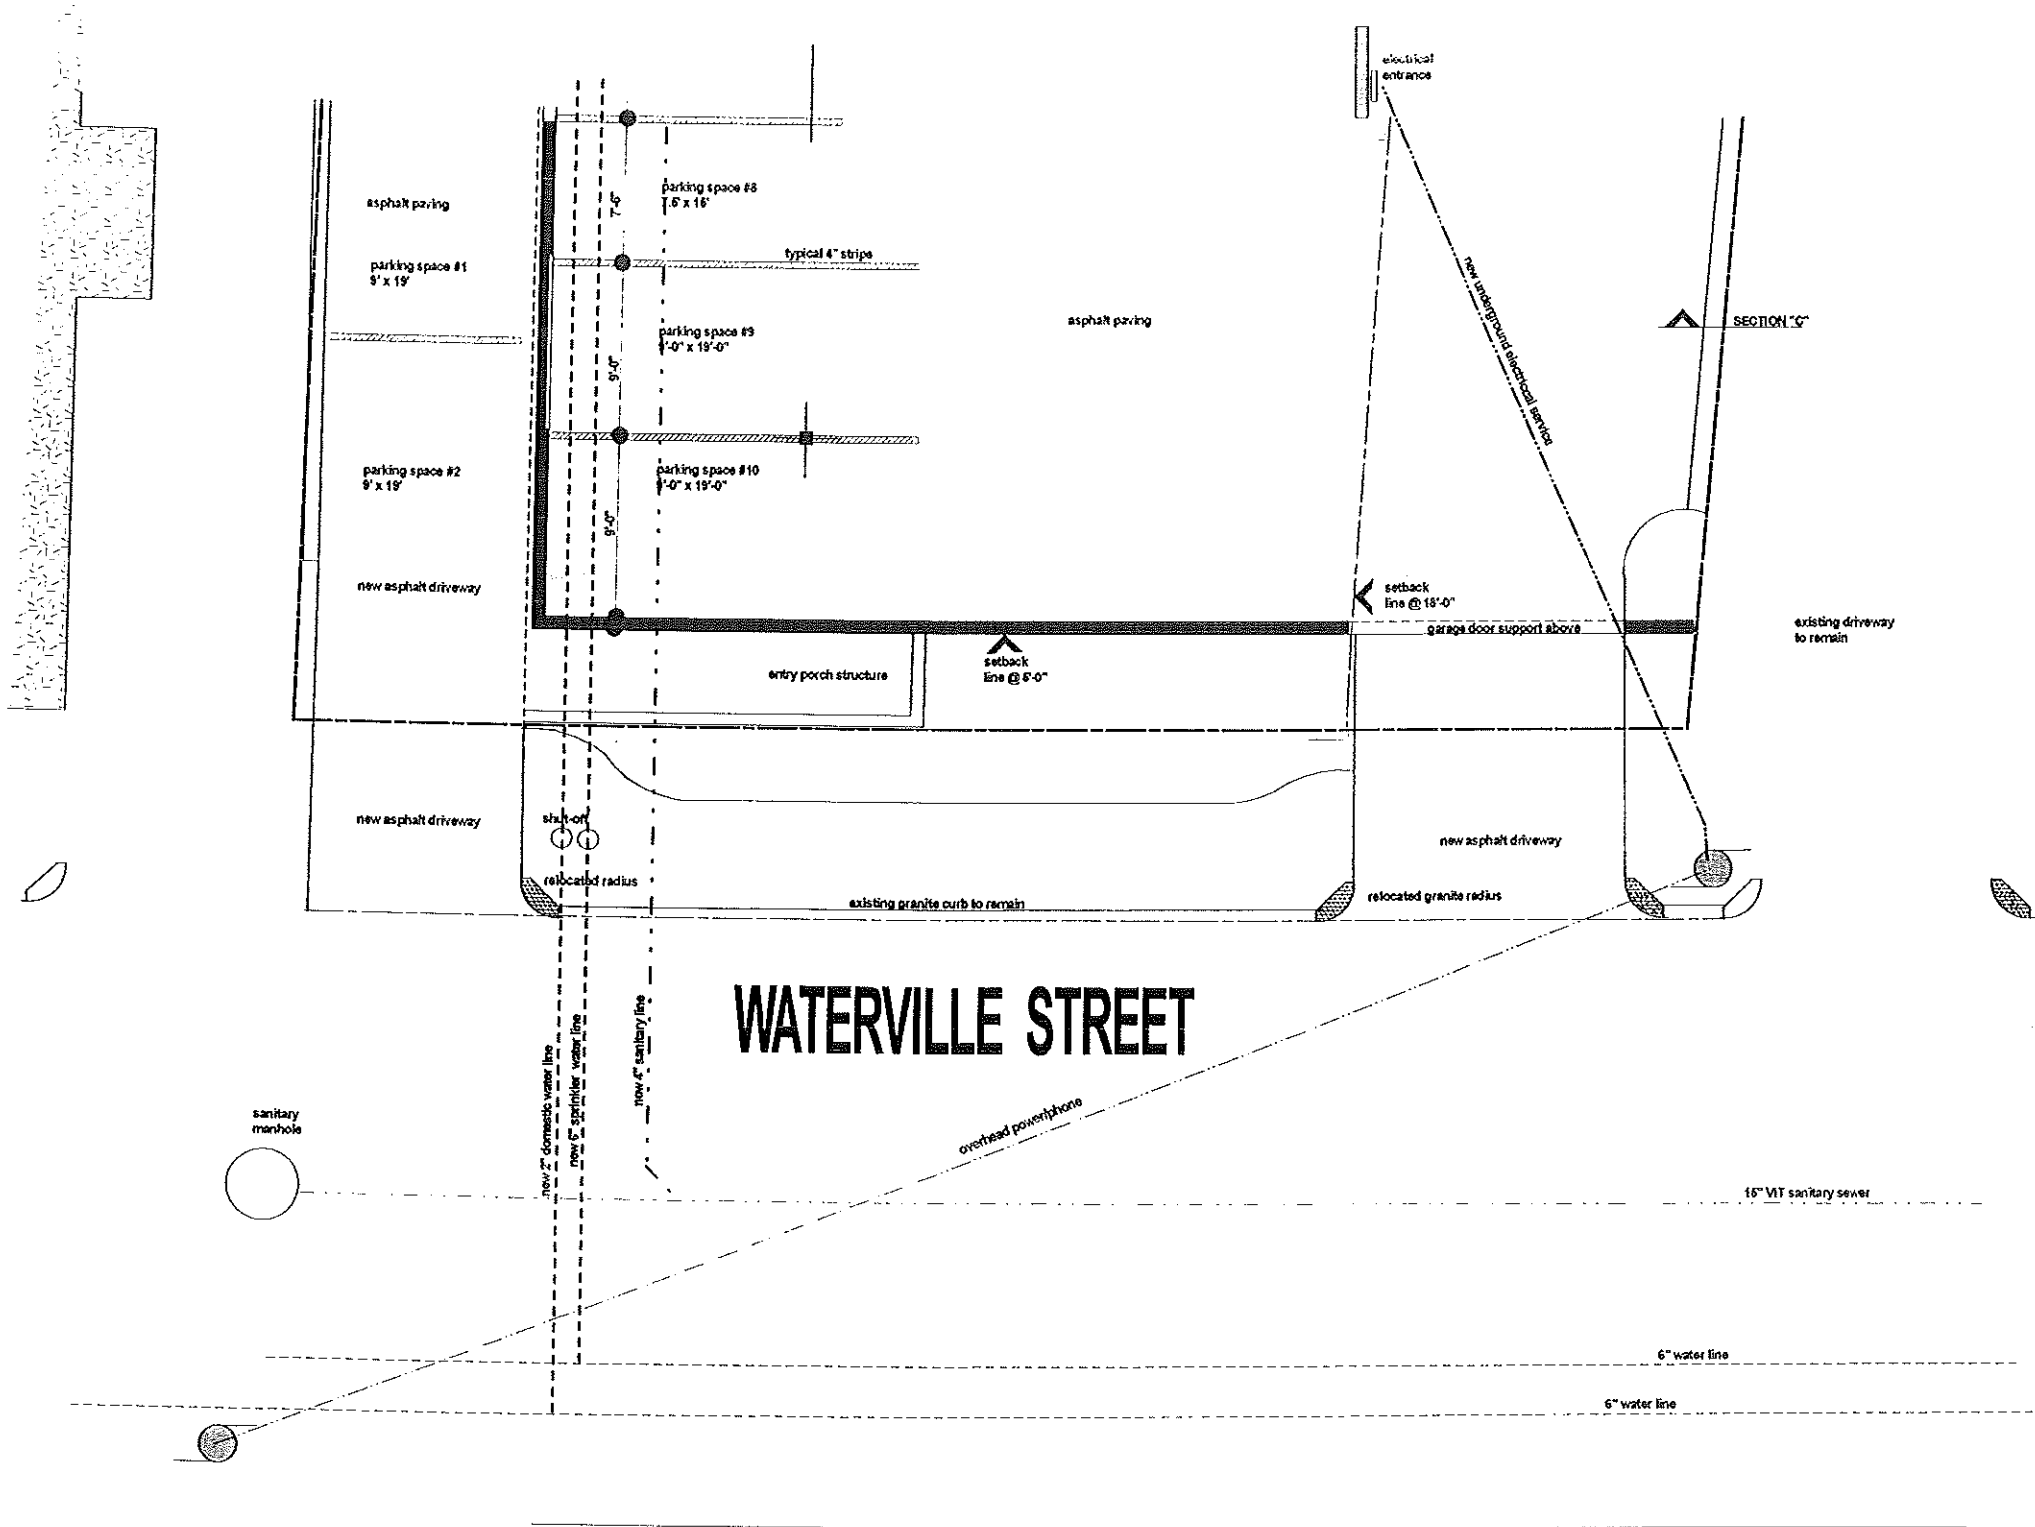 electrical
entrance
parking space #8
7.5' x 16'
7'-6"
asphalt paving
typical 4" stripe
parking space #1
9' x 19'
new underground electrical service
asphalt paving
SECTION "C"
parking space #9
9'-0" x 19'-0"
9'-0"
parking space #2
9' x 19'
parking space #10
9'-0" x 19'-0"
9'-0"
new asphalt driveway
setback
line @ 18'-0"
garage door support above
existing driveway
to remain
setback
line @ 5'-0"
entry porch structure
new asphalt driveway
shut-off
new asphalt driveway
relocated radius
existing granite curb to remain
relocated granite radius
WATERVILLE STREET
new 2" domestic water line
new 6" sprinkler water line
new 4" sanitary line
sanitary
manhole
overhead power/phone
15" VIT sanitary sewer
6" water line
6" water line